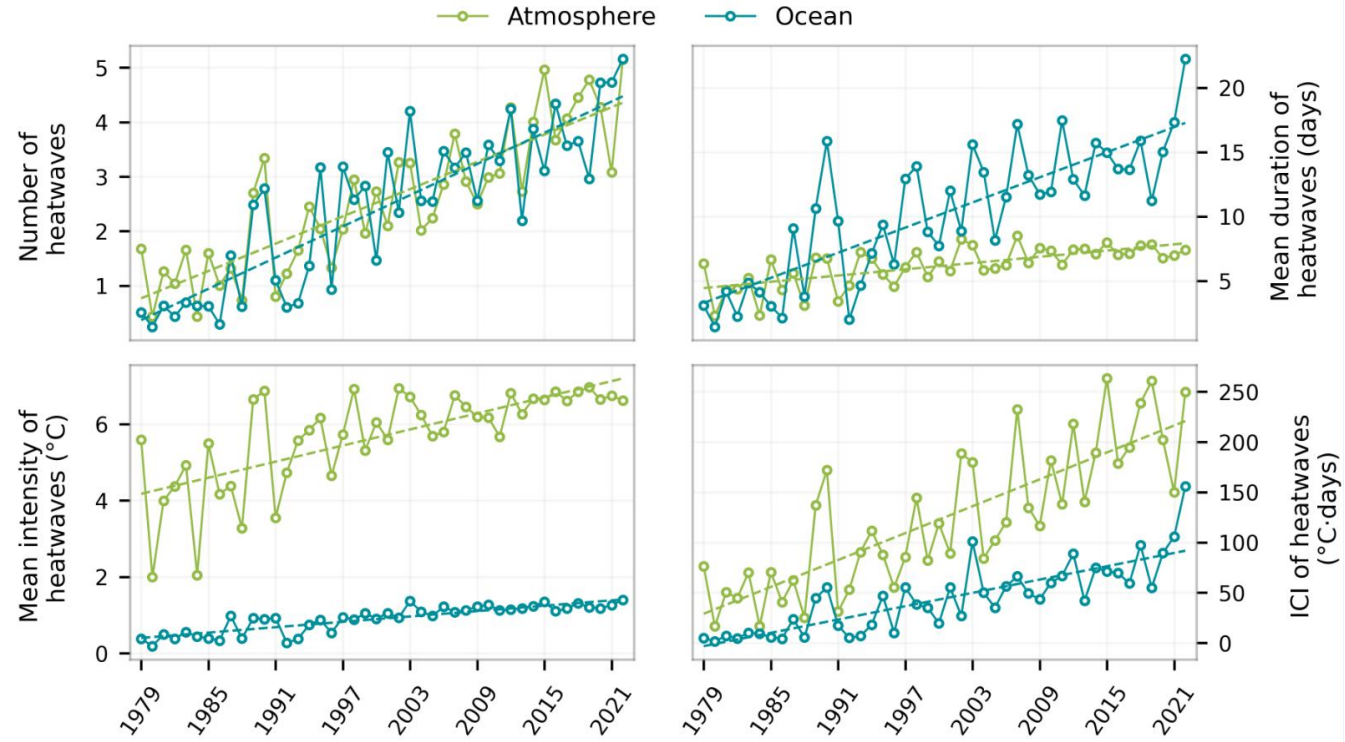 Atmosphere Ocean
Number of
heatwaves
5
4
3
2
1
20
15
10
5
Mean duration of
heatwaves (days)
Mean intensity of
heatwaves (°C)
6
4
2
0
250
200
150
100
50
0
ICI of heatwaves
(°C·days)
1979 1985 1991 1997 2003 2009 2015 2021
1979 1985 1991 1997 2003 2009 2015 2021